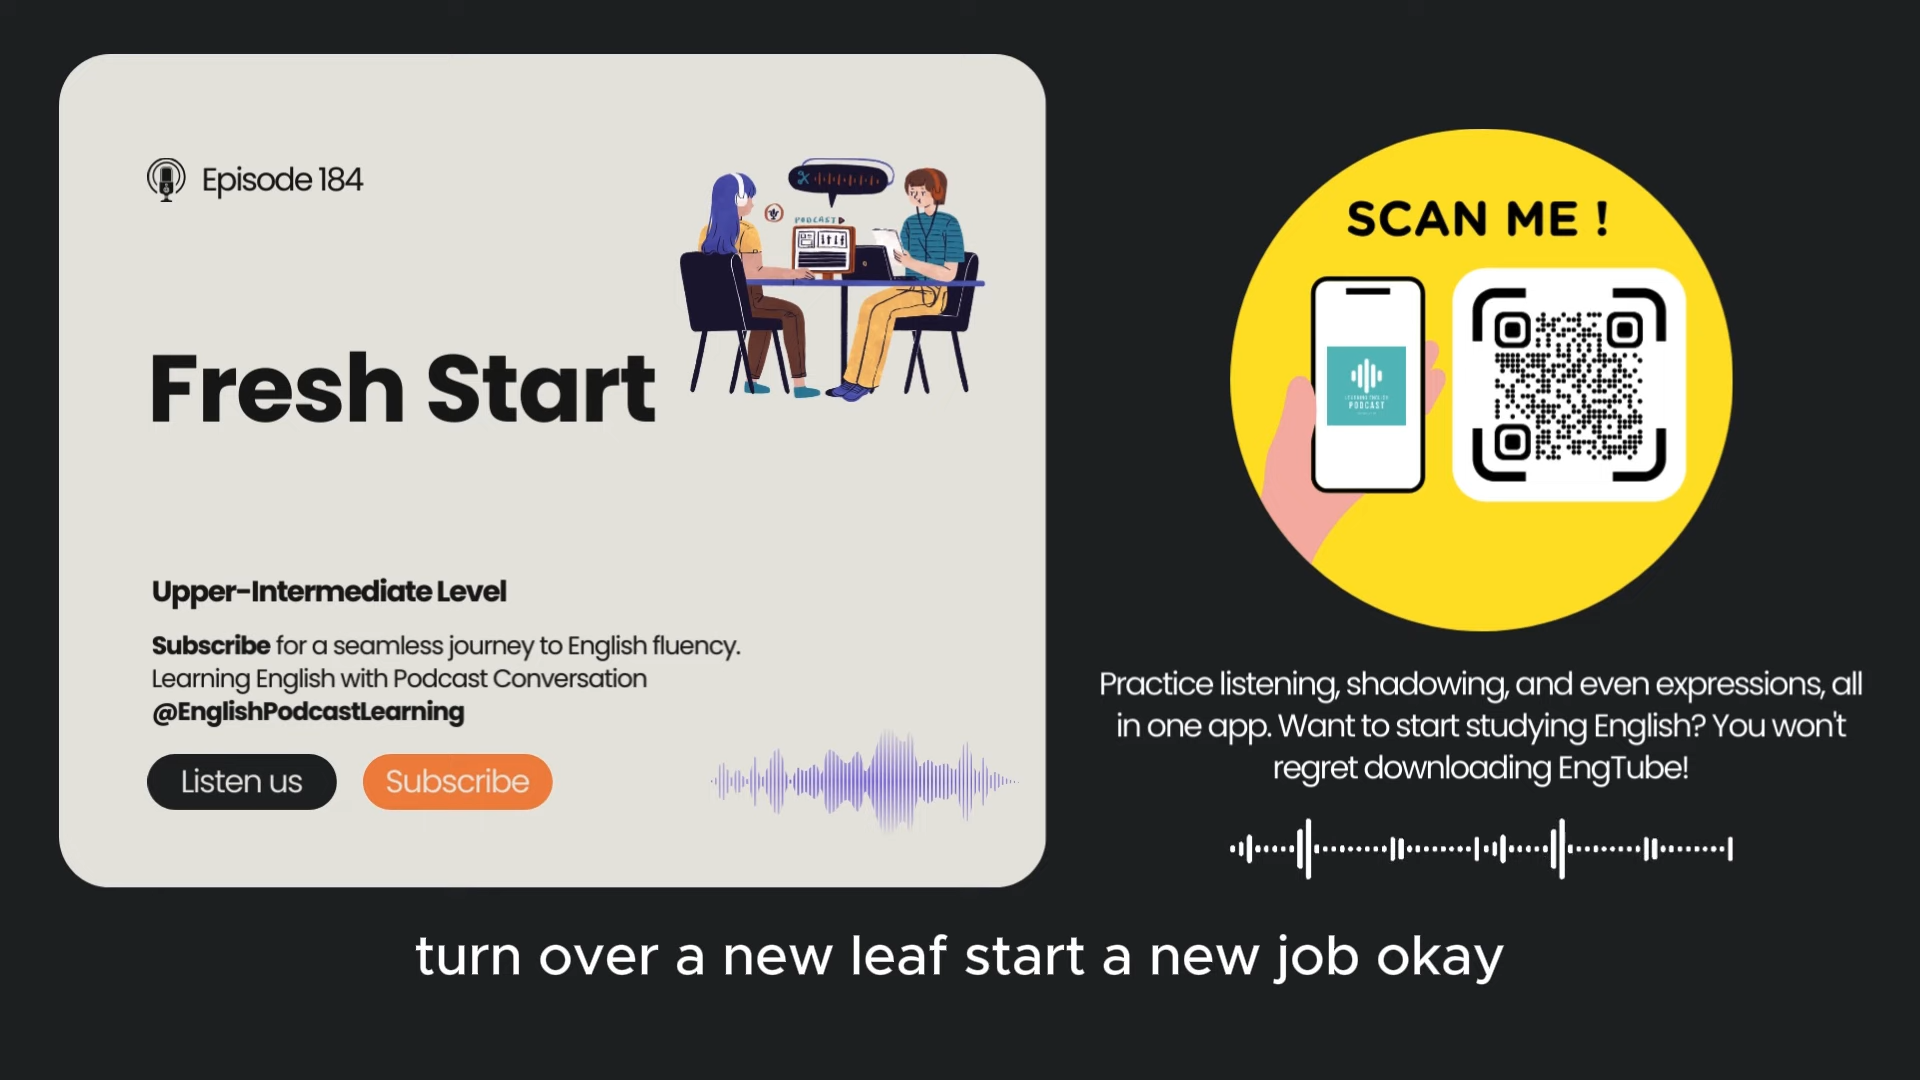 Episode 184
PODCAST
Fresh Start
Upper-Intermediate Level
Subscribe for a seamless journey to English fluency.
Learning English with Podcast Conversation
@EnglishPodcastLearning
Listen us
Subscribe
SCAN ME !
PODCAST
Practice listening, shadowing, and even expressions, all
in one app. Want to start studying English? You won't
regret downloading EngTube!
turn over a new leaf start a new job okay